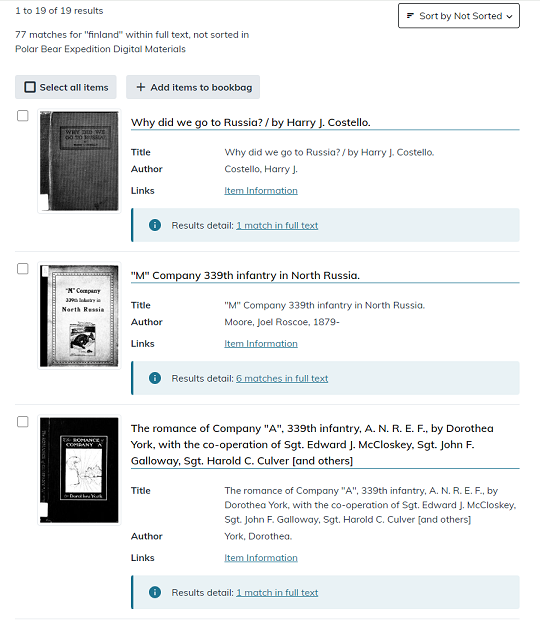 1 to 19 of 19 results
Sort by Not Sorted
77 matches for "finland" within full text, not sorted in
Polar Bear Expedition Digital Materials
Select all items
+ Add items to bookbag
WHY DID WE
GO TO RUSSIA?
Why did we go to Russia? / by Harry J. Costello.
Title Why did we go to Russia? / by Harry J. Costello.
Author Costello, Harry J.
Links Item Information
Results detail: 1 match in full text
"M" Company
339th Infantry in
North Russia
"M" Company 339th infantry in North Russia.
Title "M" Company 339th infantry in North Russia.
Author Moore, Joel Roscoe, 1879-
Links Item Information
Results detail: 6 matches in full text
ROMANCE
COMPANY A
Dorothea York
The romance of Company "A", 339th infantry, A. N. R. E. F., by Dorothea
York, with the co-operation of Sgt. Edward J. McCloskey, Sgt. John F.
Galloway, Sgt. Harold C. Culver [and others]
Title The romance of Company "A", 339th infantry, A. N. R. E. F., by
Dorothea York, with the co-operation of Sgt. Edward J. McCloskey,
Sgt. John F. Galloway, Sgt. Harold C. Culver [and others]
Author York, Dorothea.
Links Item Information
Results detail: 1 match in full text